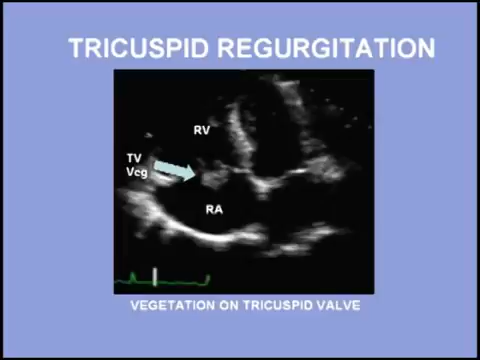 TRICUSPID REGURGITATION
RV
TV
Veg
RA
VEGETATION ON TRICUSPID VALVE